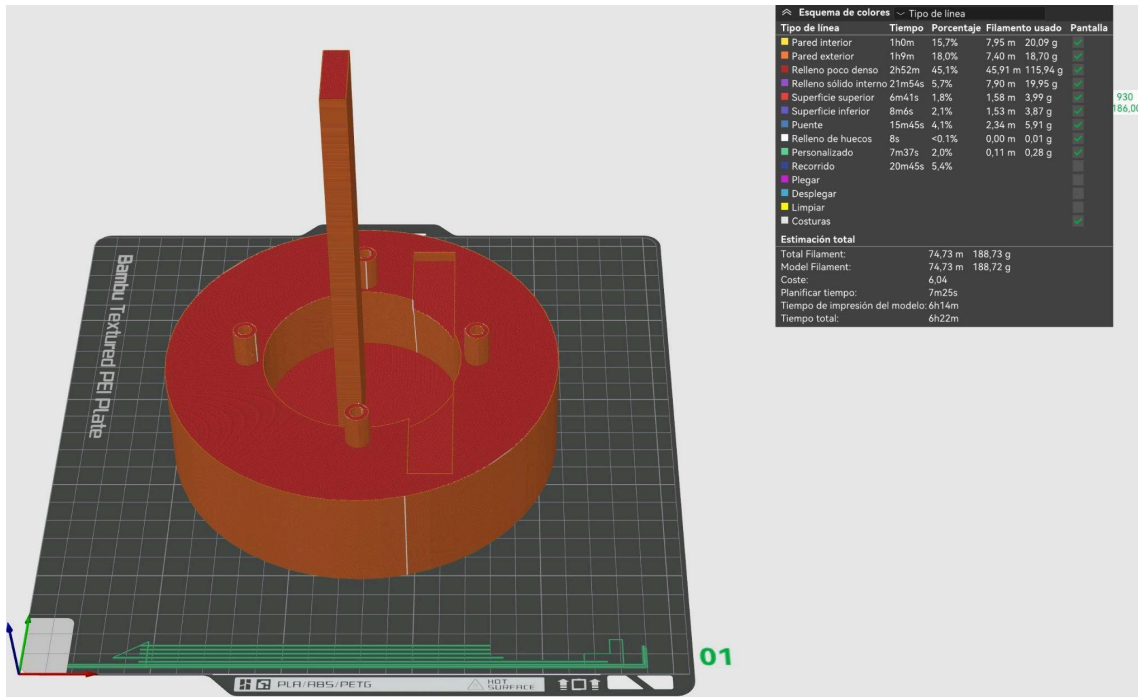 Esquema de colores Tipo de línea
Tipo de línea Tiempo Porcentaje Filamento usado Pantalla
Pared interior 1h0m 15,7% 7,95 m 20,09 g
Pared exterior 1h9m 18,0% 7,40 m 18,70 g
Relleno poco denso 2h52m 45,1% 45,91 m 115,94 g
Relleno sólido interno 21m54s 5,7% 7,90 m 19,95 g
Superficie superior 6m41s 1,8% 1,58 m 3,99 g
Superficie inferior 8m6s 2,1% 1,53 m 3,87 g
Puente 15m45s 4,1% 2,34 m 5,91 g
Relleno de huecos 8s <0.1% 0,00 m 0,01 g
Personalizado 7m37s 2,0% 0,11 m 0,28 g
Recorrido 20m45s 5,4%
Plegar
Desplegar
Limpiar
Costuras
Estimación total
Total Filament: 74,73 m 188,73 g
Model Filament: 74,73 m 188,72 g
Coste: 6,04
Planificar tiempo: 7m25s
Tiempo de impresión del modelo: 6h14m
Tiempo total: 6h22m
930
186,00
Bambu Textured PEI Plate
01
PLA/ABS/PETG
HOT
SURFACE